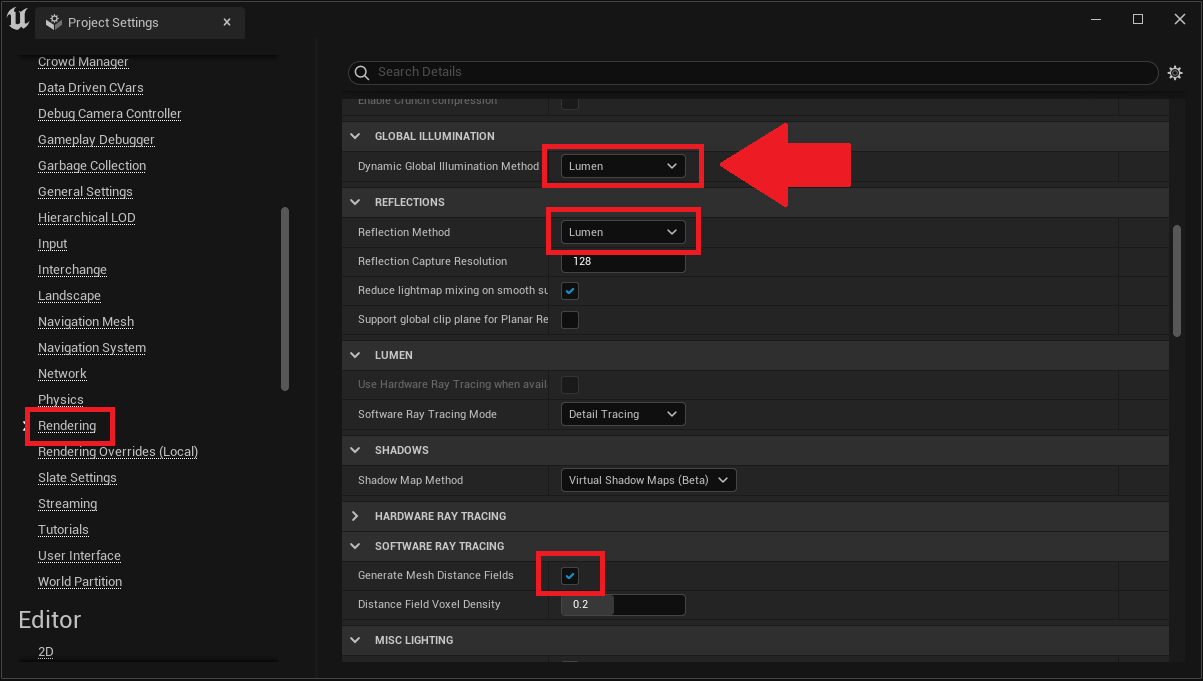 Project Settings
Crowd Manager
Data Driven CVars
Debug Camera Controller
Gameplay Debugger
Garbage Collection
General Settings
Hierarchical LOD
Input
Interchange
Landscape
Navigation Mesh
Navigation System
Network
Physics
Rendering
Rendering Overrides (Local)
Slate Settings
Streaming
Tutorials
User Interface
World Partition
Editor
2D
Search Details
Enable Crunch compression
GLOBAL ILLUMINATION
Dynamic Global Illumination Method Lumen
REFLECTIONS
Reflection Method Lumen
Reflection Capture Resolution 128
Reduce lightmap mixing on smooth su
Support global clip plane for Planar Re
LUMEN
Use Hardware Ray Tracing when avail
Software Ray Tracing Mode Detail Tracing
SHADOWS
Shadow Map Method Virtual Shadow Maps (Beta)
HARDWARE RAY TRACING
SOFTWARE RAY TRACING
Generate Mesh Distance Fields
Distance Field Voxel Density 0.2
MISC LIGHTING